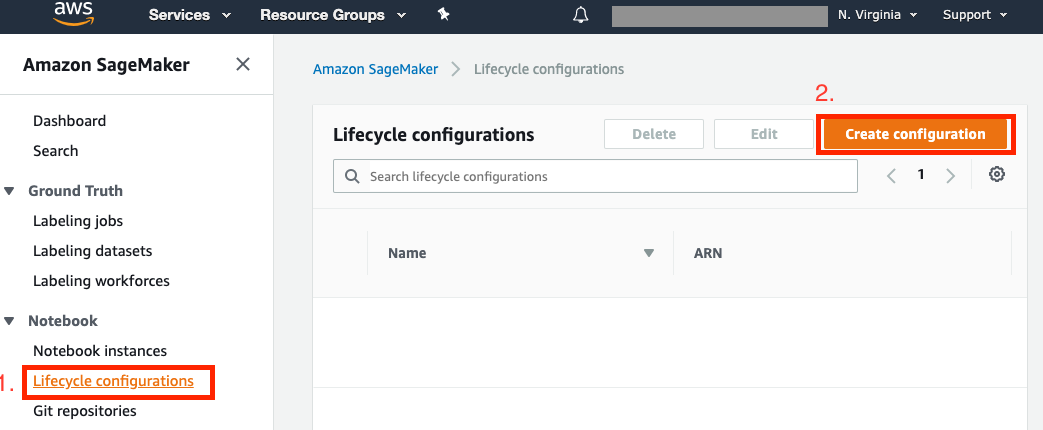 aws Services Resource Groups N. Virginia Support
Amazon SageMaker
Dashboard
Search
Ground Truth
Labeling jobs
Labeling datasets
Labeling workforces
Notebook
Notebook instances
1. Lifecycle configurations
Git repositories
Amazon SageMaker > Lifecycle configurations
2.
Lifecycle configurations Delete Edit Create configuration
Search lifecycle configurations < 1 >
Name ARN